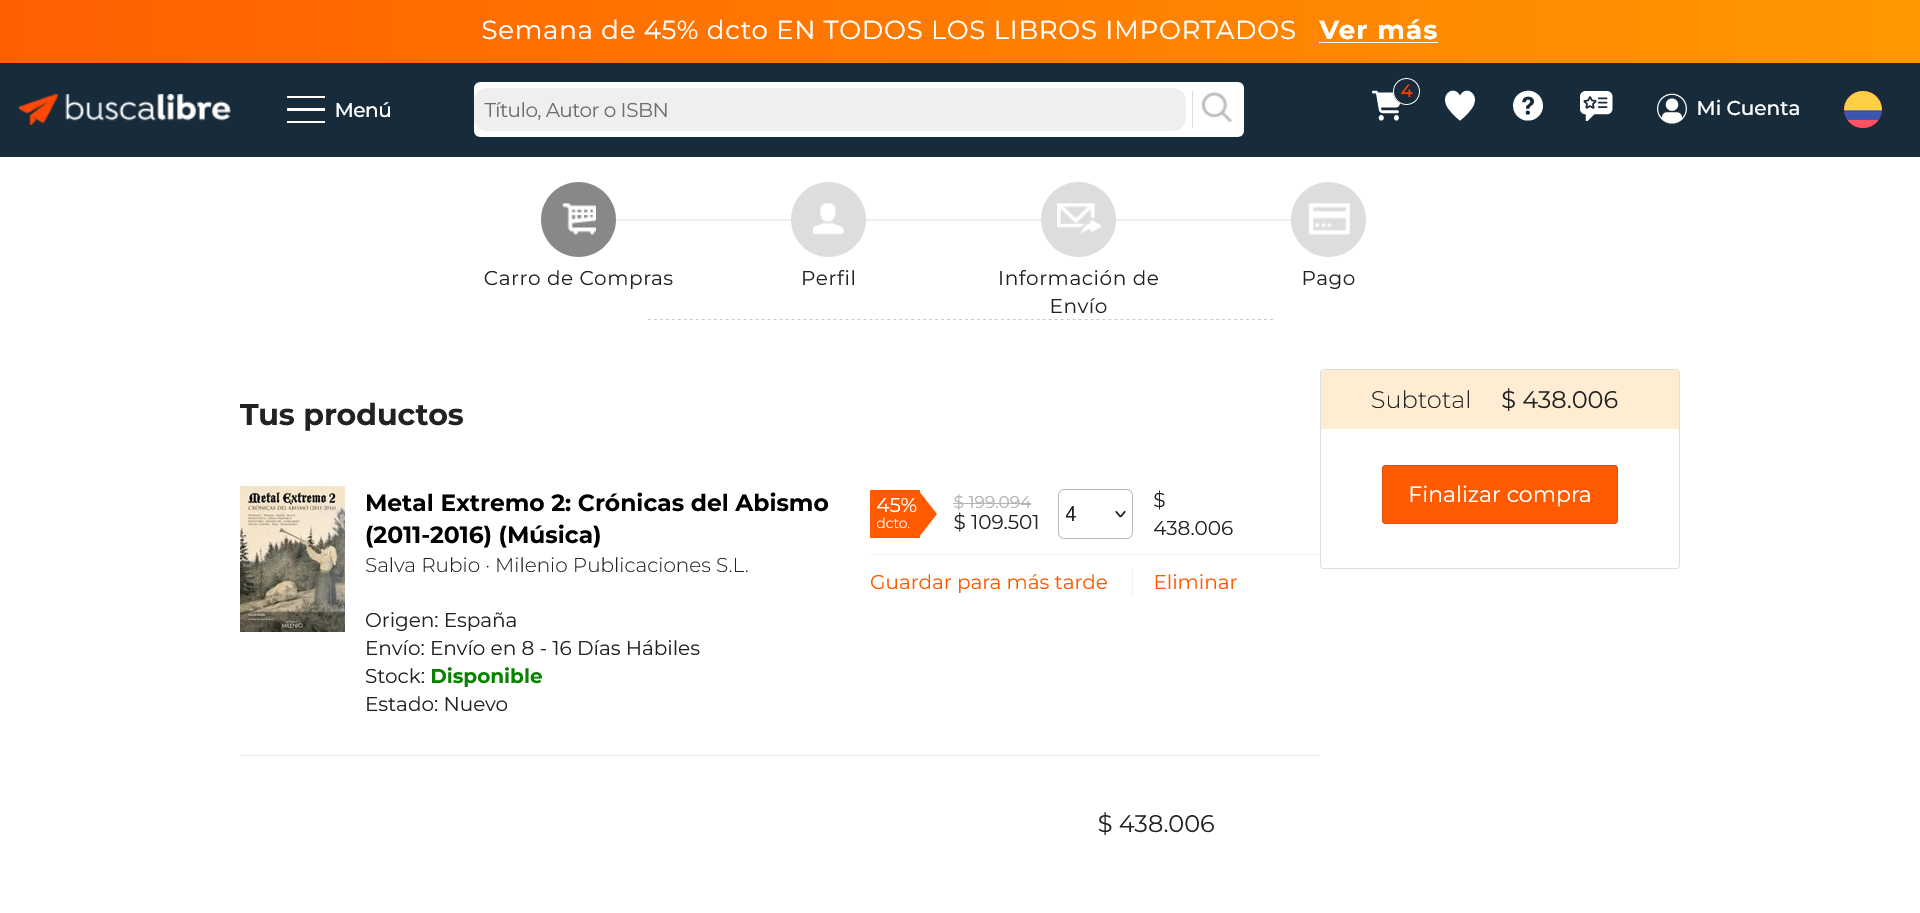 Semana de 45% dcto EN TODOS LOS LIBROS IMPORTADOS Ver más
buscalibre
Menú
Título, Autor o ISBN
4
Mi Cuenta
Carro de Compras
Perfil
Información de
Envío
Pago
Tus productos
Subtotal $ 438.006
Finalizar compra
Metal Extremo 2
CRÓNICAS DEL ABISMO (2011-2016)
MILENIO
Metal Extremo 2: Crónicas del Abismo
(2011-2016) (Música)
Salva Rubio · Milenio Publicaciones S.L.
Origen: España
Envío: Envío en 8 - 16 Días Hábiles
Stock: Disponible
Estado: Nuevo
45%
dcto.
$ 199.094
$ 109.501
4
$
438.006
Guardar para más tarde
Eliminar
$ 438.006